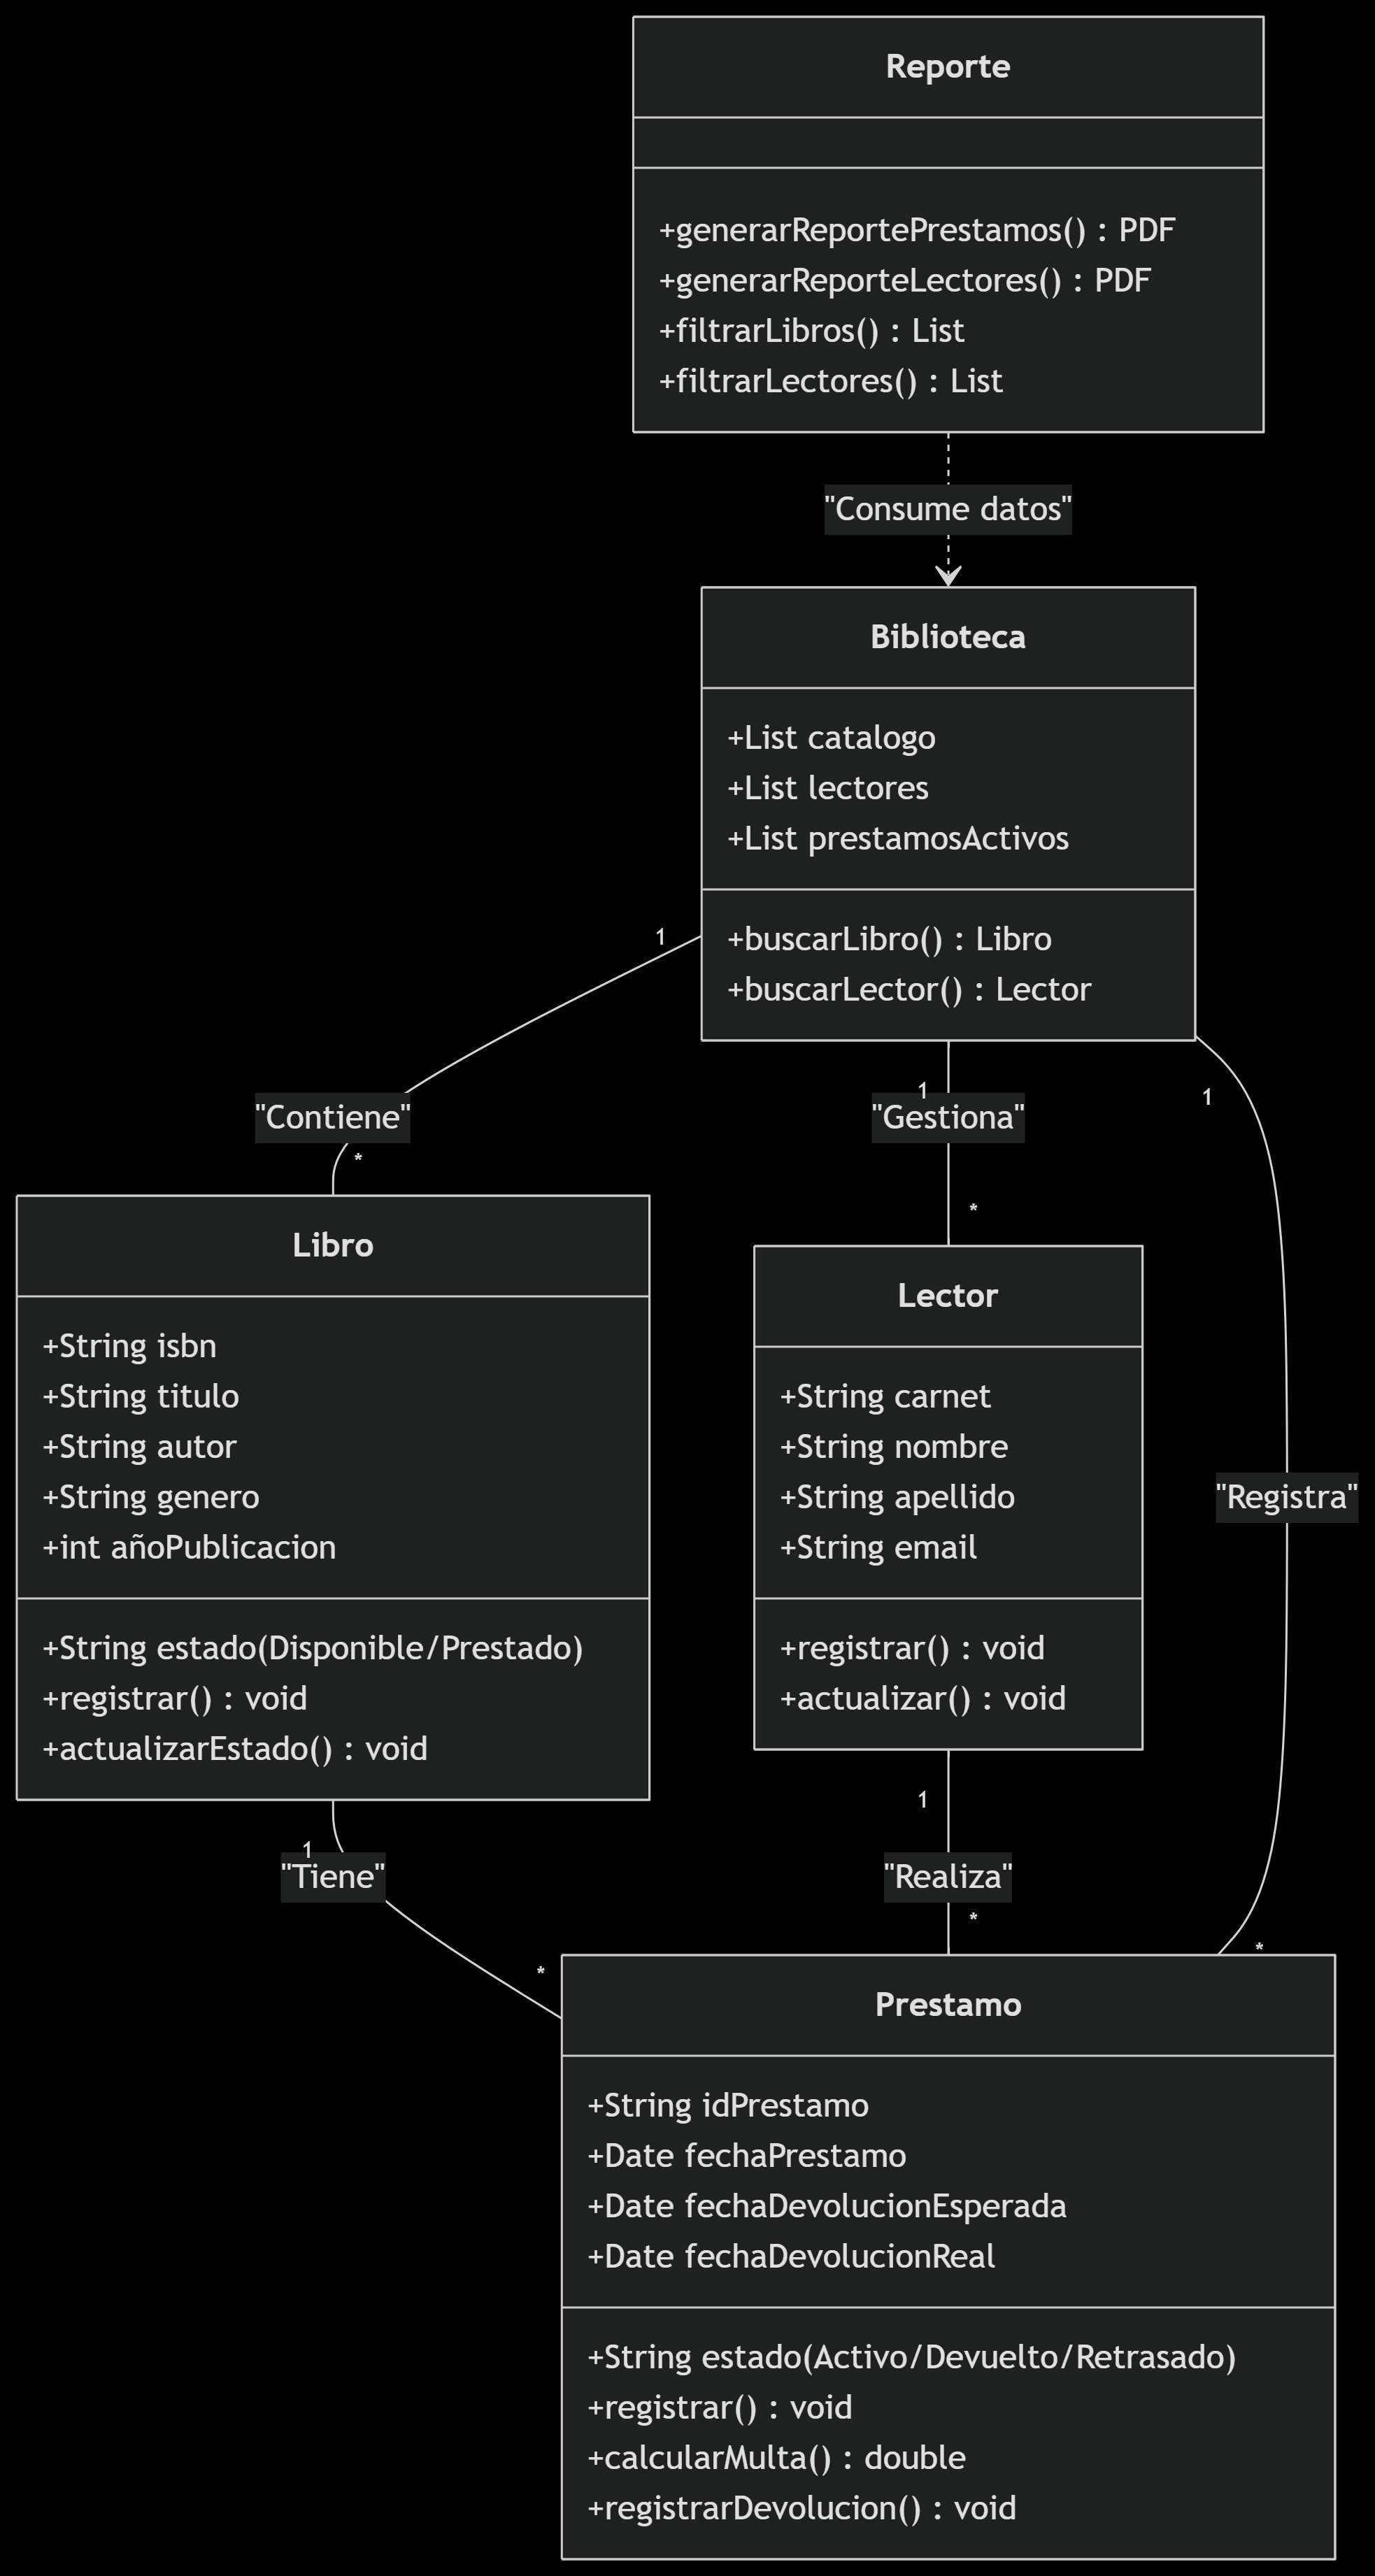 Reporte
+generarReportePrestamos() : PDF
+generarReporteLectores() : PDF
+filtrarLibros() : List
+filtrarLectores() : List
"Consume datos"
Biblioteca
+List catalogo
+List lectores
+List prestamosActivos
+buscarLibro() : Libro
+buscarLector() : Lector
1
1
1
"Contiene"
"Gestiona"
*
*
Libro
+String isbn
+String titulo
+String autor
+String genero
+int añoPublicacion
+String estado(Disponible/Prestado)
+registrar() : void
+actualizarEstado() : void
Lector
+String carnet
+String nombre
+String apellido
+String email
+registrar() : void
+actualizar() : void
"Registra"
1
1
"Tiene"
"Realiza"
*
*
*
Prestamo
+String idPrestamo
+Date fechaPrestamo
+Date fechaDevolucionEsperada
+Date fechaDevolucionReal
+String estado(Activo/Devuelto/Retrasado)
+registrar() : void
+calcularMulta() : double
+registrarDevolucion() : void